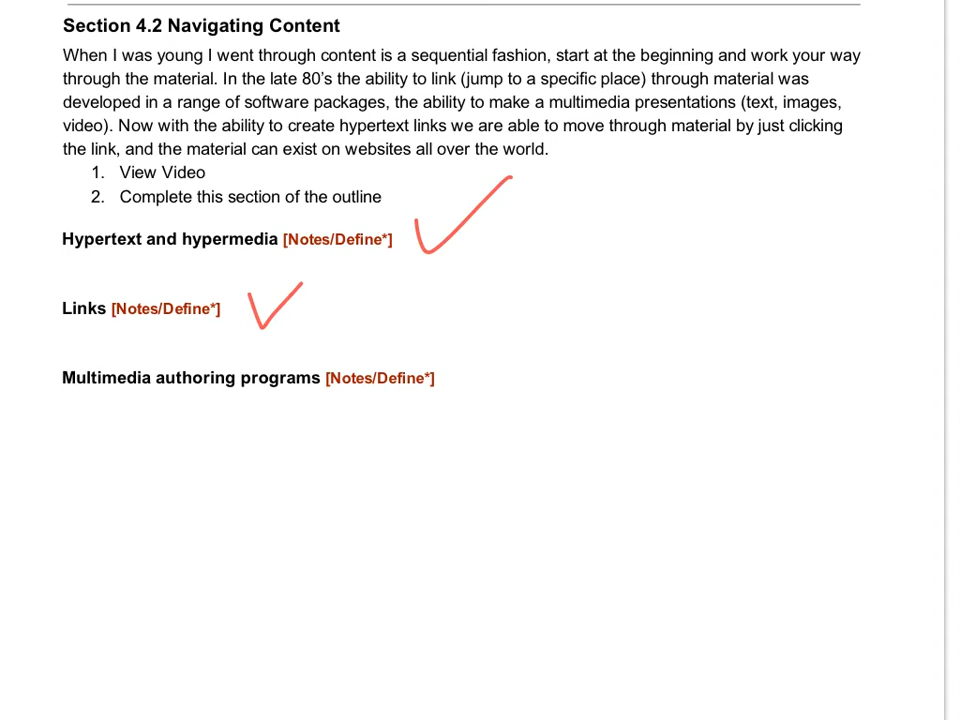 Section 4.2 Navigating Content
When I was young I went through content is a sequential fashion, start at the beginning and work your way
through the material. In the late 80's the ability to link (jump to a specific place) through material was
developed in a range of software packages, the ability to make a multimedia presentations (text, images,
video). Now with the ability to create hypertext links we are able to move through material by just clicking
the link, and the material can exist on websites all over the world.
1. View Video
2. Complete this section of the outline
Hypertext and hypermedia [Notes/Define*]
Links [Notes/Define*]
Multimedia authoring programs [Notes/Define*]